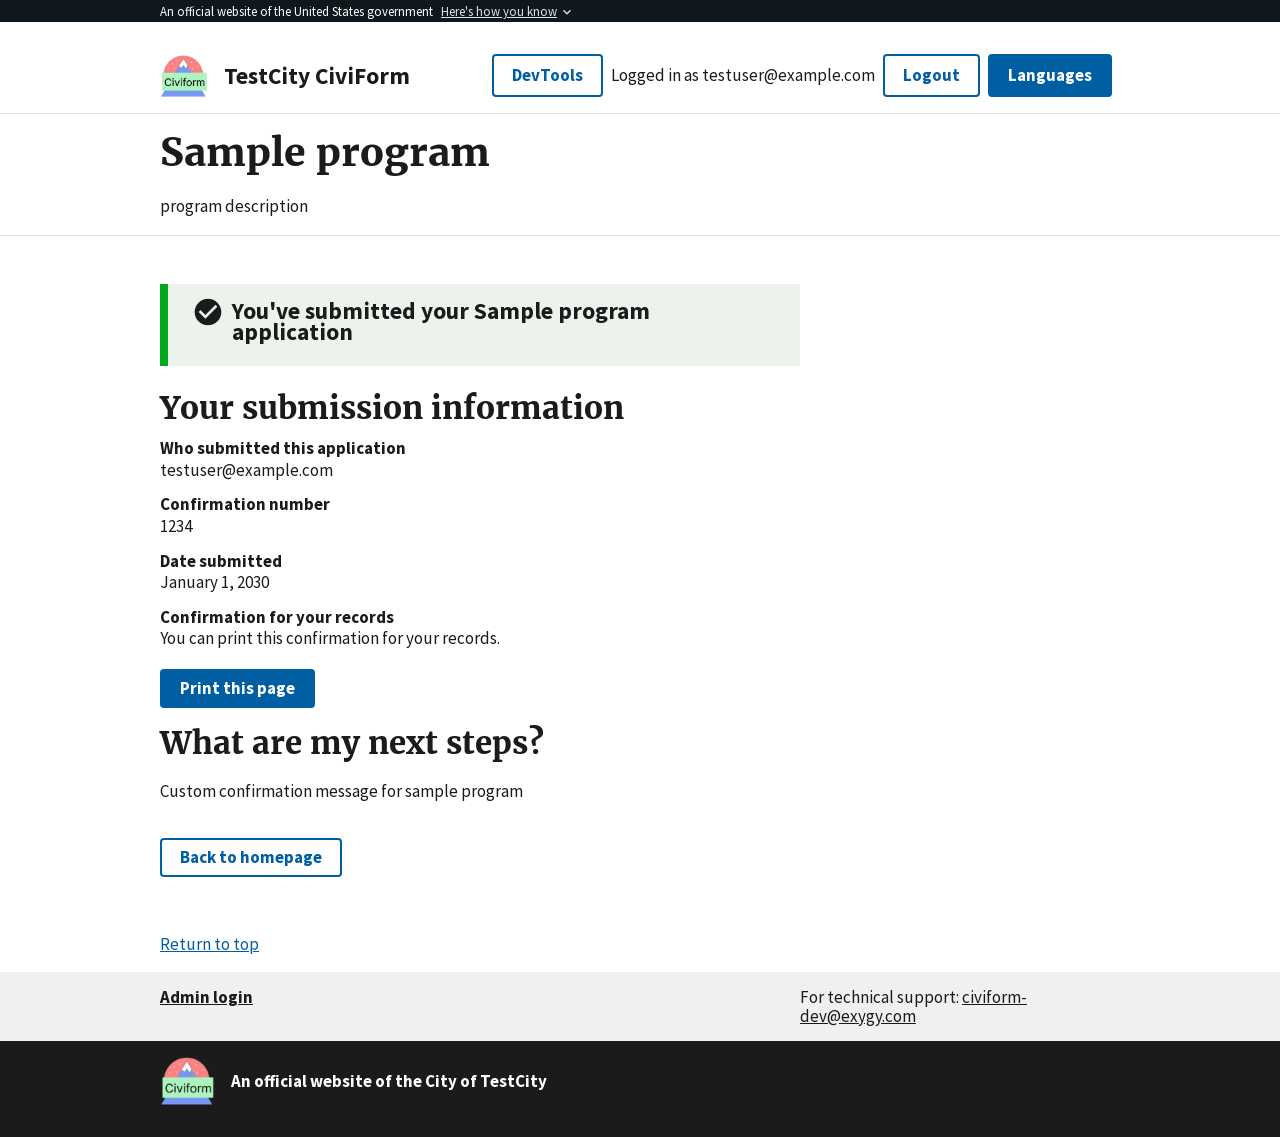 An official website of the United States government Here's how you know
Civiform
TestCity CiviForm
DevTools
Logged in as testuser@example.com
Logout
Languages
Sample program
program description
You've submitted your Sample program
application
Your submission information
Who submitted this application
testuser@example.com
Confirmation number
1234
Date submitted
January 1, 2030
Confirmation for your records
You can print this confirmation for your records.
Print this page
What are my next steps?
Custom confirmation message for sample program
Back to homepage
Return to top
Admin login
For technical support: civiform-
dev@exygy.com
Civiform
An official website of the City of TestCity